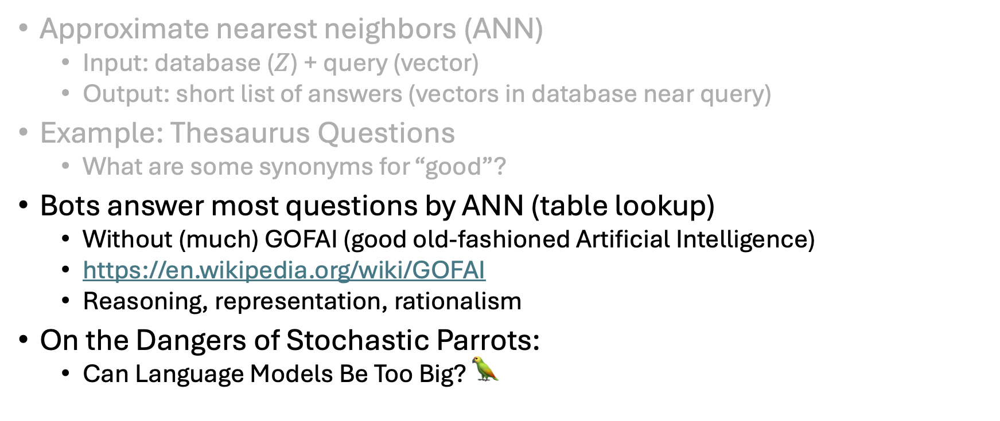 • Approximate nearest neighbors (ANN)
• Input: database (Z) + query (vector)
• Output: short list of answers (vectors in database near query)
• Example: Thesaurus Questions
• What are some synonyms for “good”?
• Bots answer most questions by ANN (table lookup)
• Without (much) GOFAI (good old-fashioned Artificial Intelligence)
• https://en.wikipedia.org/wiki/GOFAI
• Reasoning, representation, rationalism
• On the Dangers of Stochastic Parrots:
• Can Language Models Be Too Big? 🦜